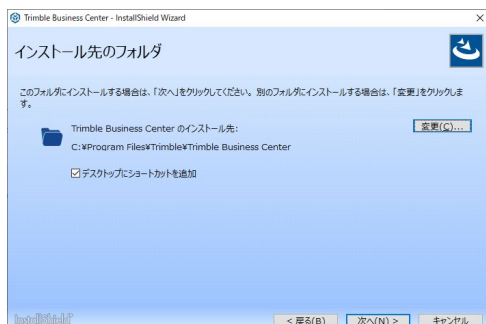 Trimble Business Center - InstallShield Wizard
インストール先のフォルダ
このフォルダにインストールする場合は、「次へ」をクリックしてください。別のフォルダにインストールする場合は、「変更」をクリックしま
す。
Trimble Business Center のインストール先:
変更(C)...
C:¥Program Files¥Trimble¥Trimble Business Center
デスクトップにショートカットを追加
InstallShield
< 戻る(B) 次へ(N) > キャンセル